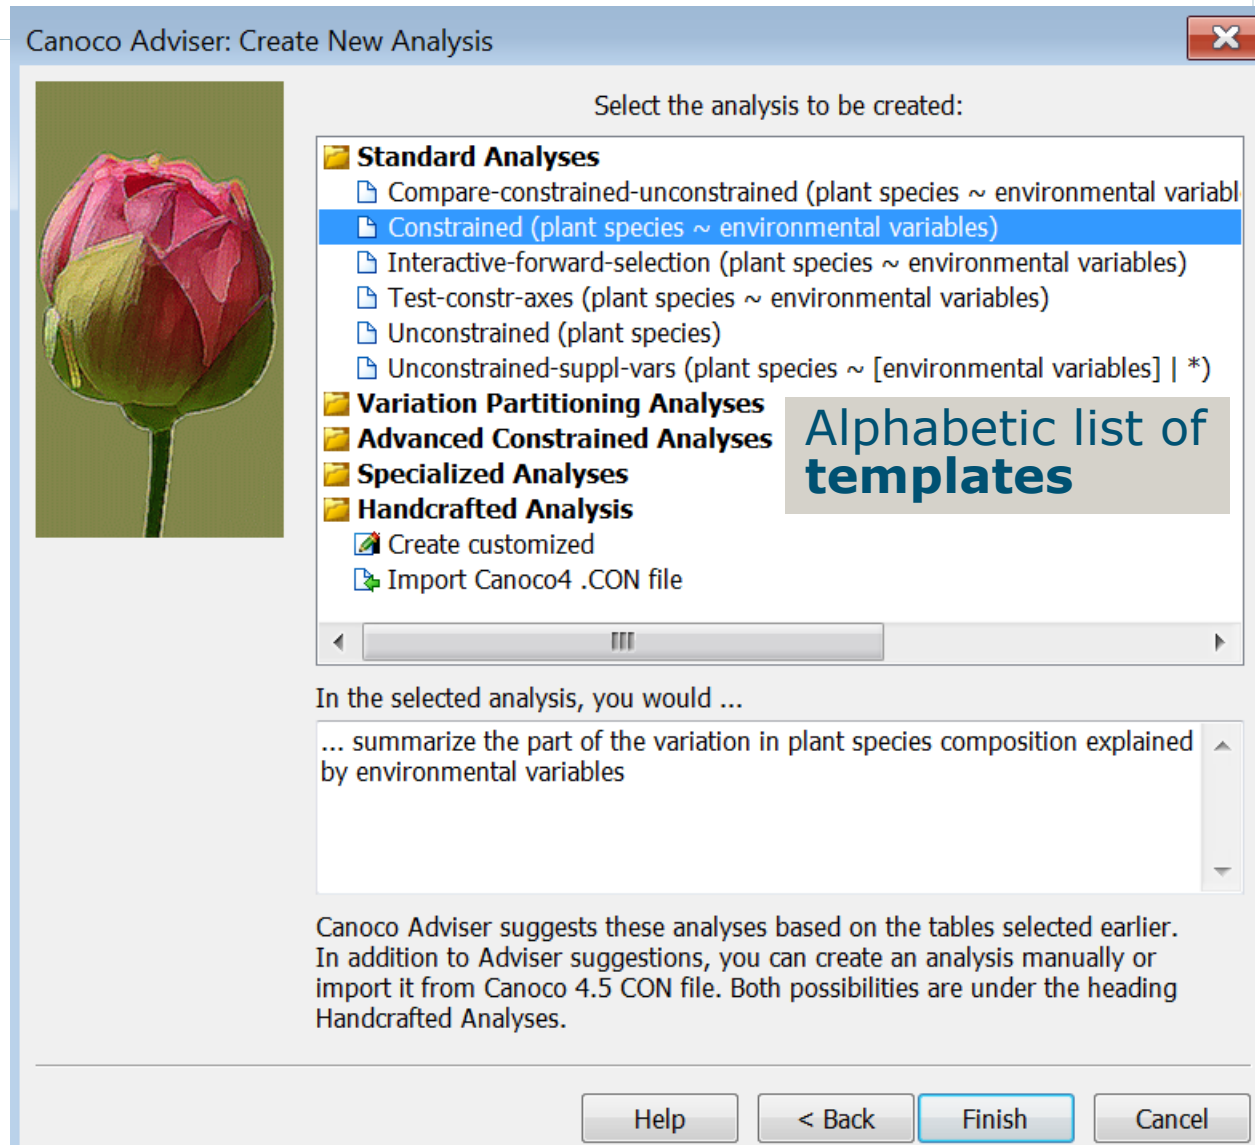 Canoco Adviser: Create New Analysis
Select the analysis to be created:
Standard Analyses
Compare-constrained-unconstrained (plant species ~ environmental variabl
Constrained (plant species ~ environmental variables)
Interactive-forward-selection (plant species ~ environmental variables)
Test-constr-axes (plant species ~ environmental variables)
Unconstrained (plant species)
Unconstrained-suppl-vars (plant species ~ [environmental variables] | *)
Variation Partitioning Analyses
Advanced Constrained Analyses
Specialized Analyses
Handcrafted Analysis
Create customized
Import Canoco4 .CON file
Alphabetic list of
templates
In the selected analysis, you would ...
... summarize the part of the variation in plant species composition explained
by environmental variables
Canoco Adviser suggests these analyses based on the tables selected earlier.
In addition to Adviser suggestions, you can create an analysis manually or
import it from Canoco 4.5 CON file. Both possibilities are under the heading
Handcrafted Analyses.
Help
< Back
Finish
Cancel